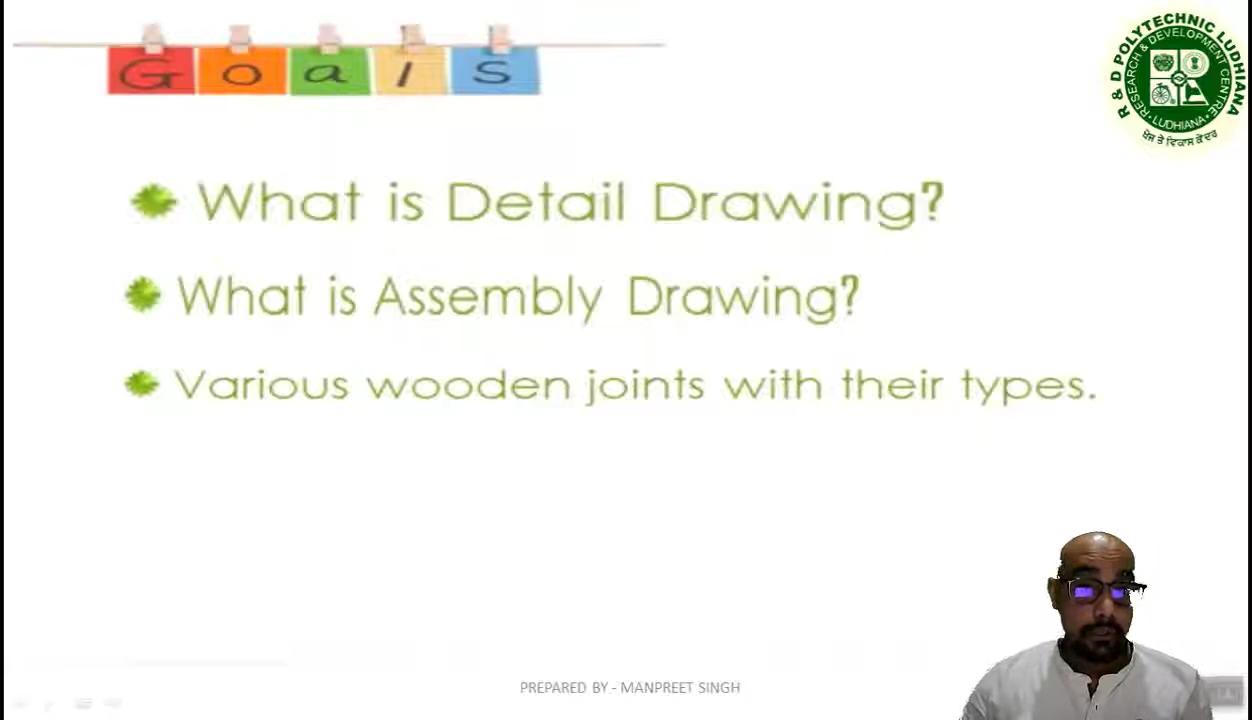 Goals
R & D POLYTECHNIC LUDHIANA
RESEARCH & DEVELOPMENT CENTRE
LUDHIANA
ਖੋਜ ਤੇ ਵਿਕਾਸ ਕੇਂਦਰ
What is Detail Drawing?
What is Assembly Drawing?
Various wooden joints with their types.
PREPARED BY - MANPREET SINGH